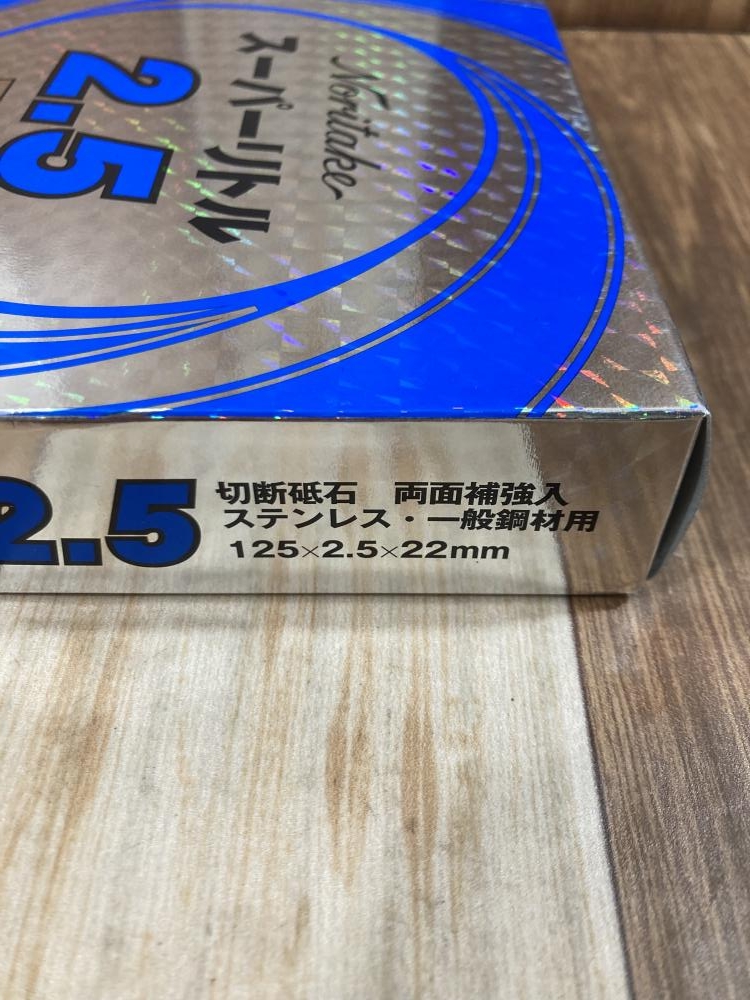 Noritake
スーパーリトル
2.5
2.5
切断砥石 両面補強入
ステンレス・一般鋼材用
125×2.5×22mm